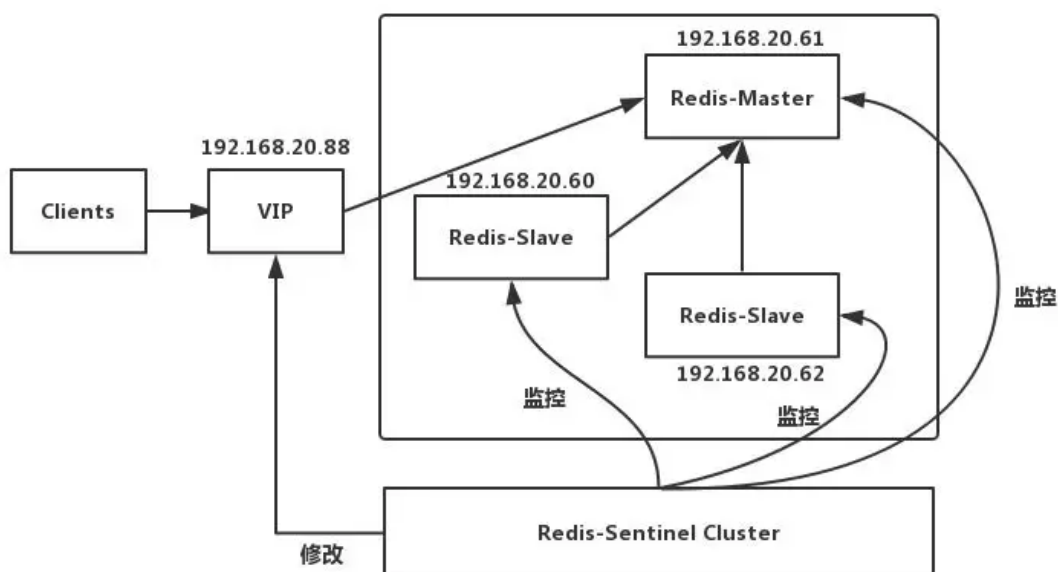 192.168.20.61
Redis-Master
192.168.20.88
192.168.20.60
Clients
VIP
Redis-Slave
监控
Redis-Slave
192.168.20.62
监控
监控
Redis-Sentinel Cluster
修改